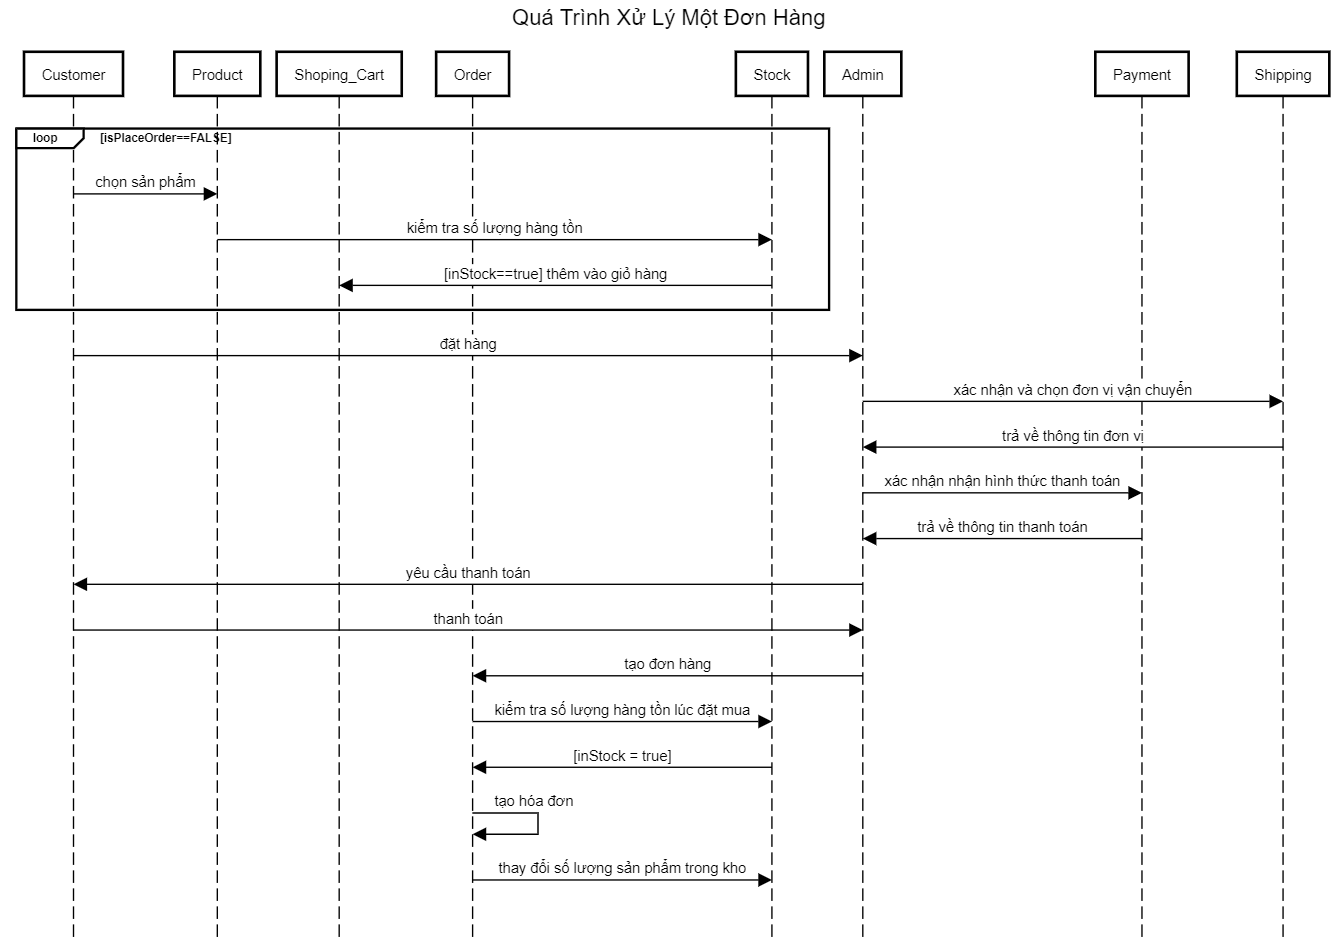 Quá Trình Xử Lý Một Đơn Hàng
Customer
Product
Shoping_Cart
Order
Stock
Admin
Payment
Shipping
loop
[isPlaceOrder==FALSE]
chọn sản phẩm
kiểm tra số lượng hàng tồn
[inStock==true] thêm vào giỏ hàng
đặt hàng
xác nhận và chọn đơn vị vận chuyển
trả về thông tin đơn vị
xác nhận nhận hình thức thanh toán
trả về thông tin thanh toán
yêu cầu thanh toán
thanh toán
tạo đơn hàng
kiểm tra số lượng hàng tồn lúc đặt mua
[inStock = true]
tạo hóa đơn
thay đổi số lượng sản phẩm trong kho